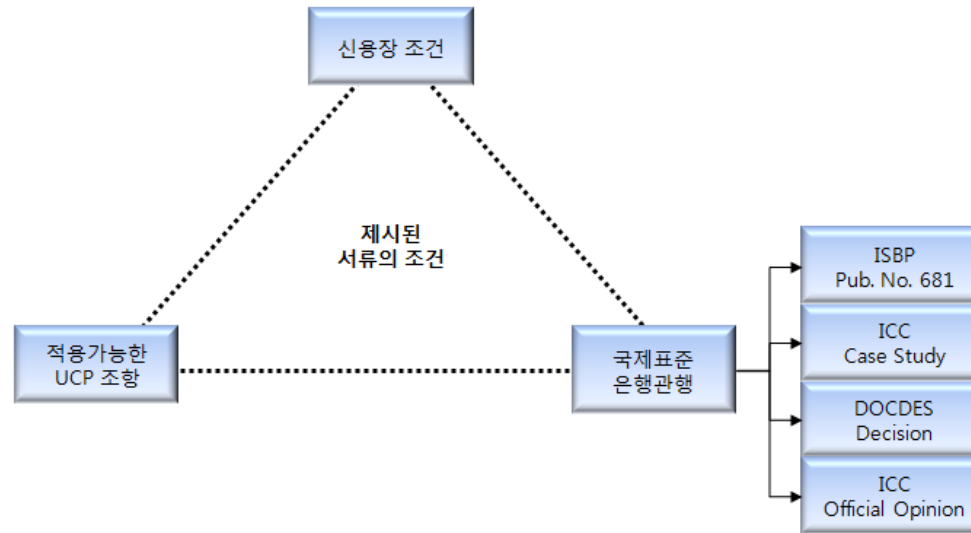 신용장 조건
제시된
서류의 조건
적용가능한
UCP 조항
국제표준
은행관행
ISBP
Pub. No. 681
ICC
Case Study
DOCDES
Decision
ICC
Official Opinion